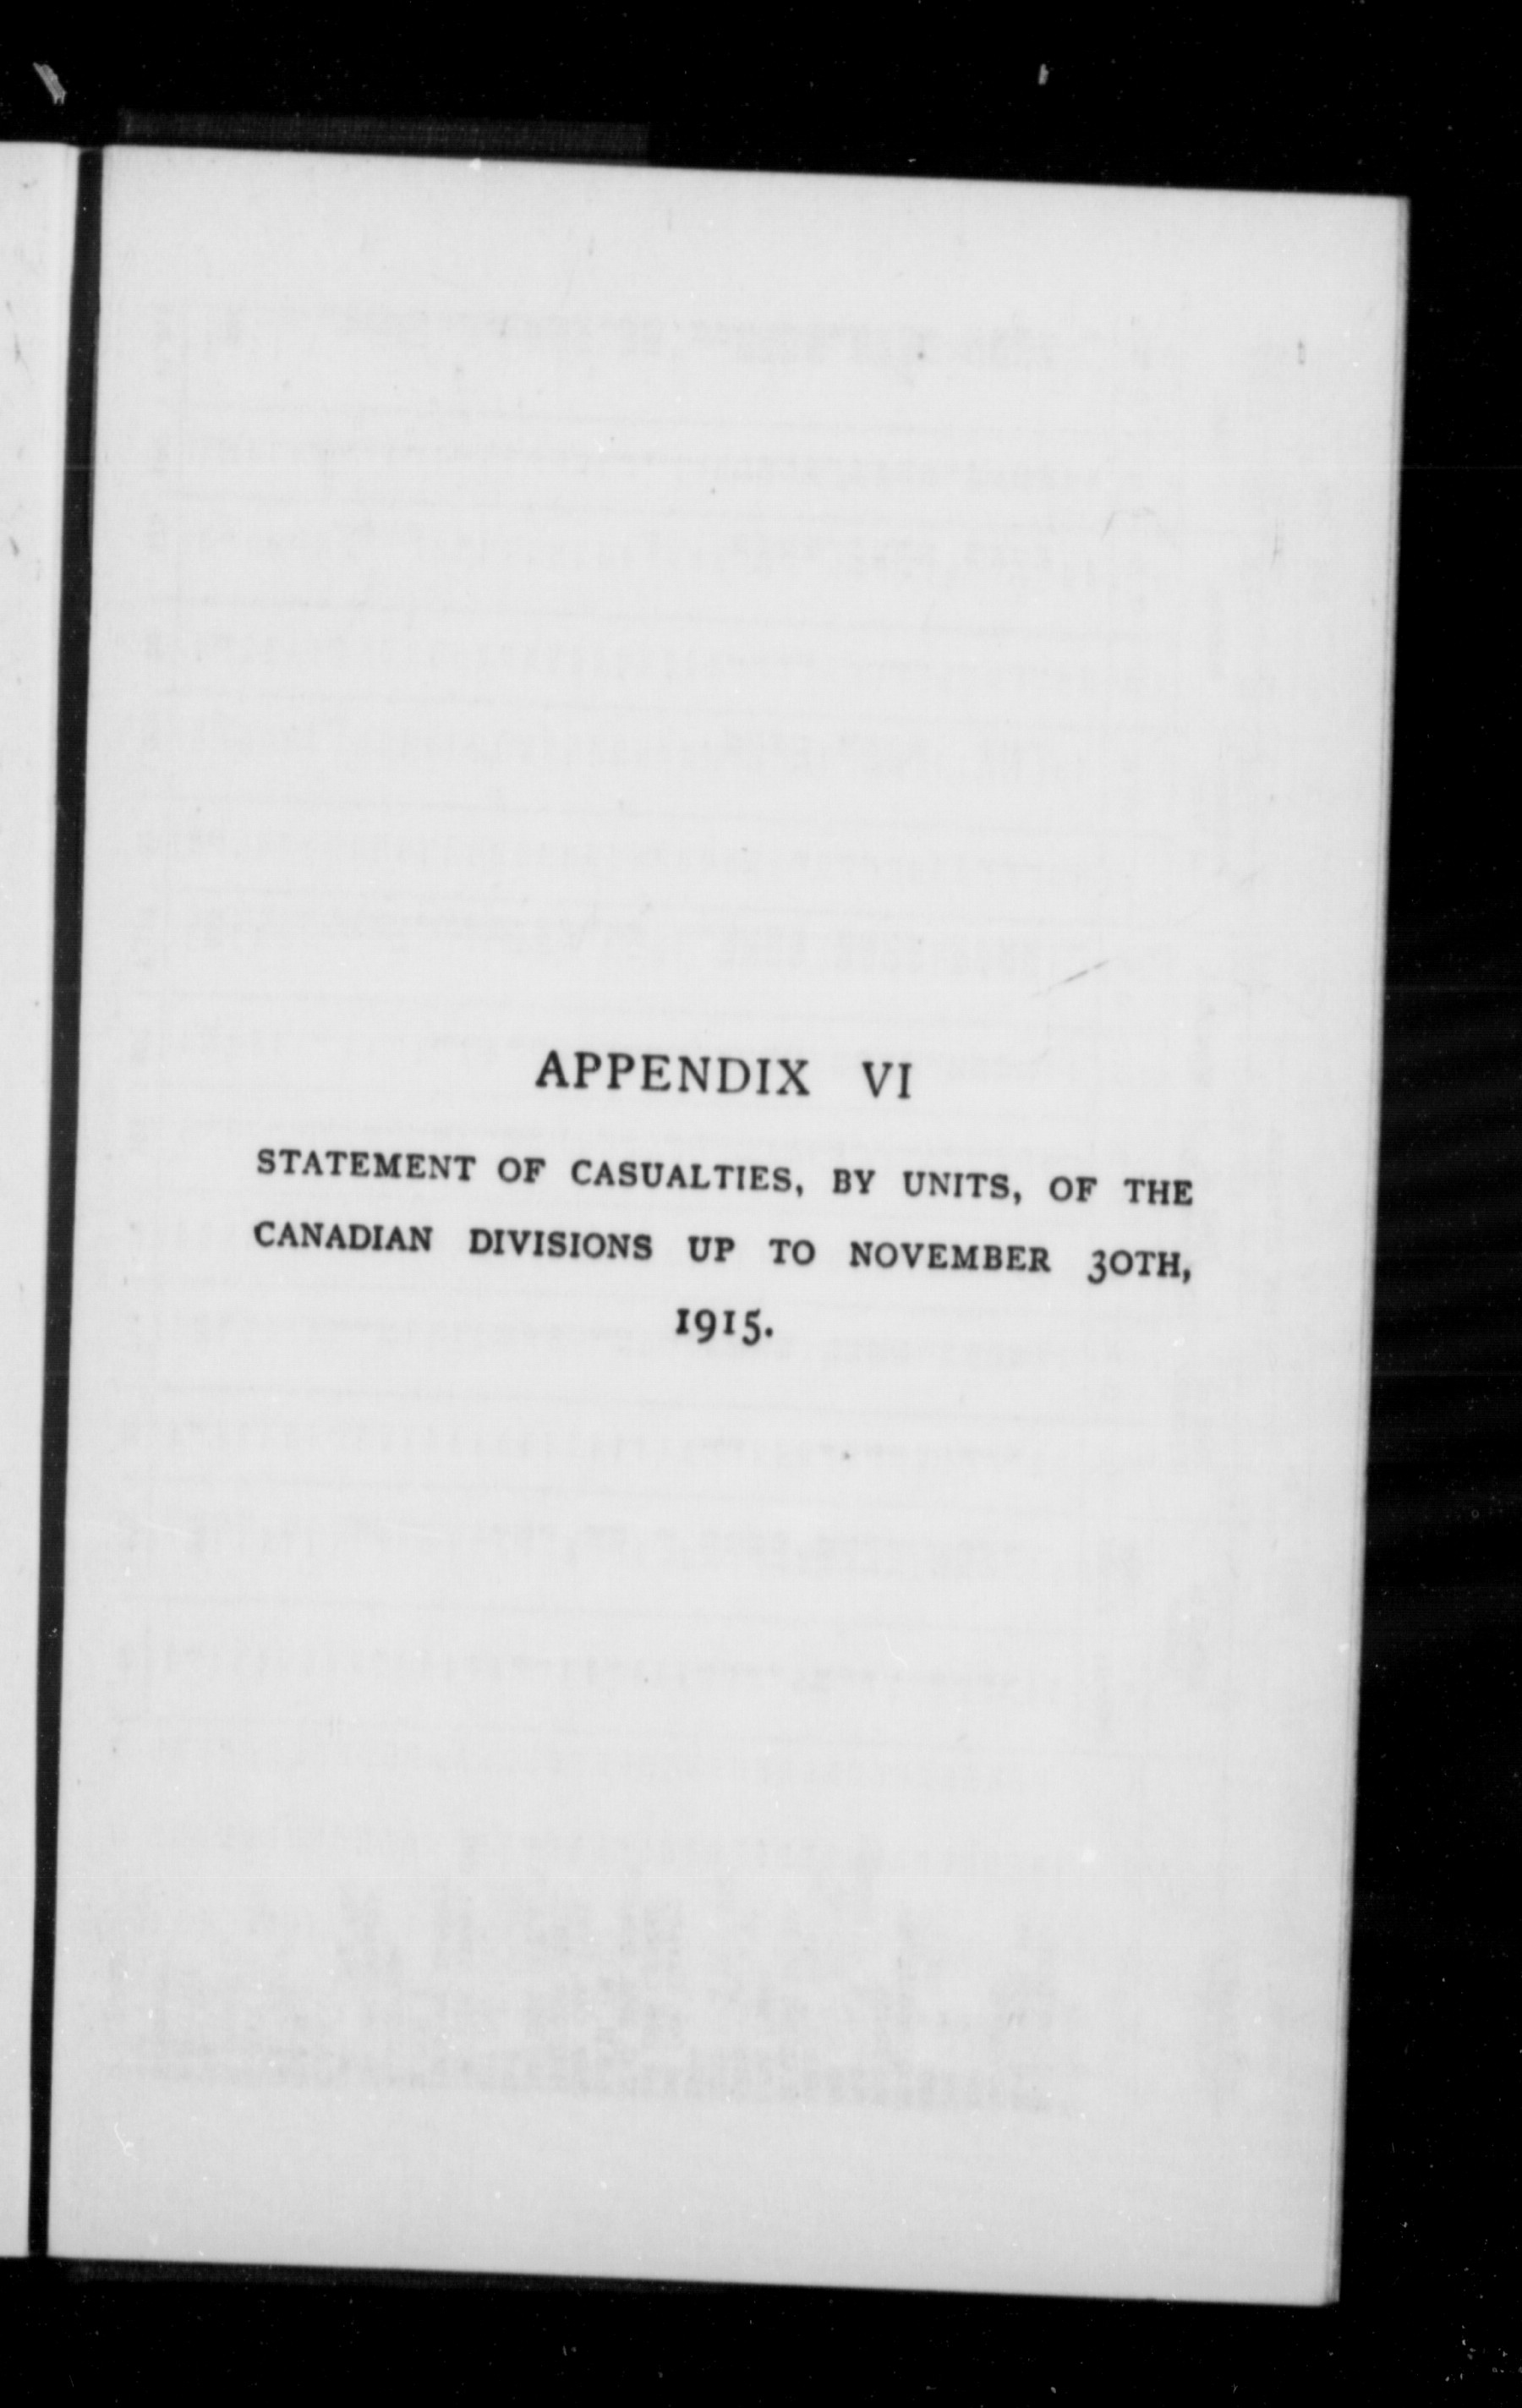 APPENDIX VI
STATEMENT OF CASUALTIES, BY UNITS, OF THE
CANADIAN DIVISIONS UP TO NOVEMBER 30TH,
1915.